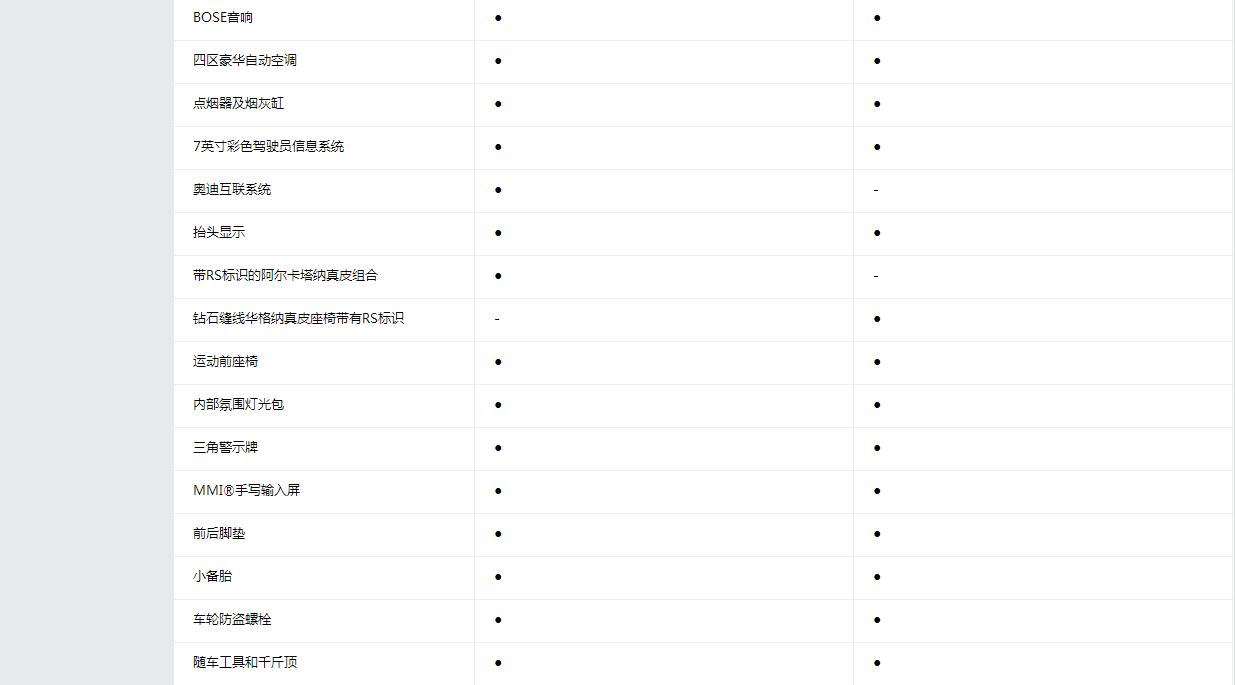 BOSE音响 ● ●
四区豪华自动空调 ● ●
点烟器及烟灰缸 ● ●
7英寸彩色驾驶员信息系统 ● ●
奥迪互联系统 ● -
抬头显示 ● ●
带RS标识的阿尔卡塔纳真皮组合 ● -
钻石缝线华格纳真皮座椅带有RS标识 - ●
运动前座椅 ● ●
内部氛围灯光包 ● ●
三角警示牌 ● ●
MMI®手写输入屏 ● ●
前后脚垫 ● ●
小备胎 ● ●
车轮防盗螺栓 ● ●
随车工具和千斤顶 ● ●